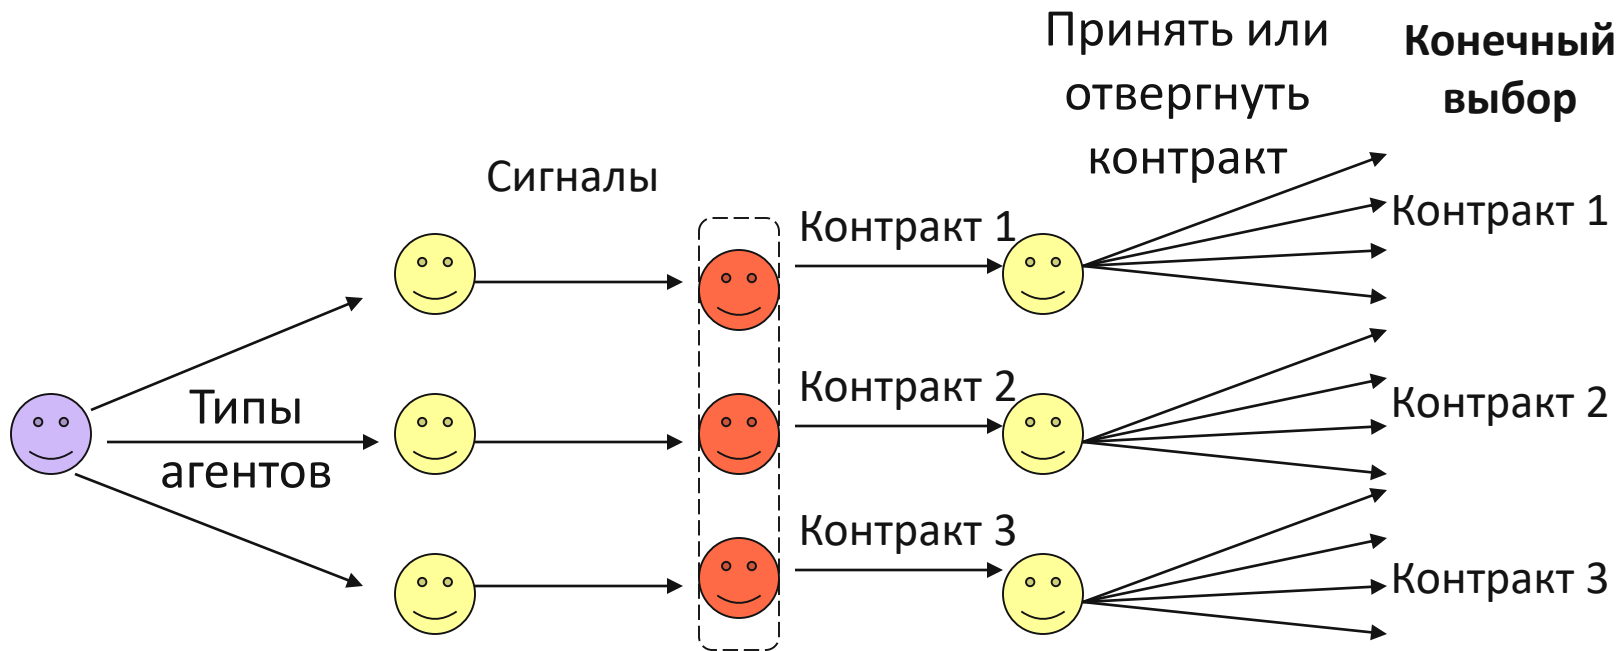 Принять или
отвергнуть
контракт
Конечный
выбор
Сигналы
Типы
агентов
Контракт 1
Контракт 2
Контракт 3
Контракт 1
Контракт 2
Контракт 3